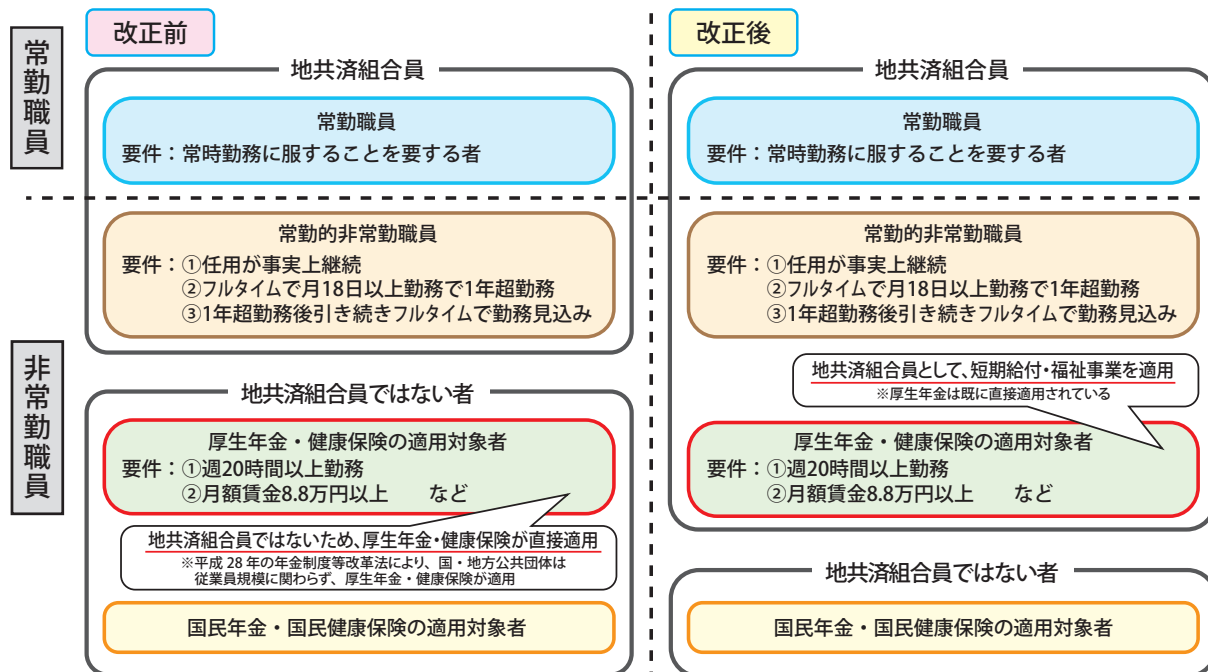 常勤職員
非常勤職員
改正前
地共済組合員
常勤職員
要件：常時勤務に服することを要する者
常勤的非常勤職員
要件：①任用が事実上継続
②フルタイムで月18日以上勤務で1年超勤務
③1年超勤務後引き続きフルタイムで勤務見込み
地共済組合員ではない者
厚生年金・健康保険の適用対象者
要件：①週20時間以上勤務
②月額賃金8.8万円以上　　など
地共済組合員ではないため、厚生年金・健康保険が直接適用
※平成 28 年の年金制度等改革法により、国・地方公共団体は
従業員規模に関わらず、厚生年金・健康保険が適用
国民年金・国民健康保険の適用対象者
改正後
地共済組合員
常勤職員
要件：常時勤務に服することを要する者
常勤的非常勤職員
要件：①任用が事実上継続
②フルタイムで月18日以上勤務で1年超勤務
③1年超勤務後引き続きフルタイムで勤務見込み
地共済組合員として、短期給付・福祉事業を適用
※厚生年金は既に直接適用されている
厚生年金・健康保険の適用対象者
要件：①週20時間以上勤務
②月額賃金8.8万円以上　　など
地共済組合員ではない者
国民年金・国民健康保険の適用対象者